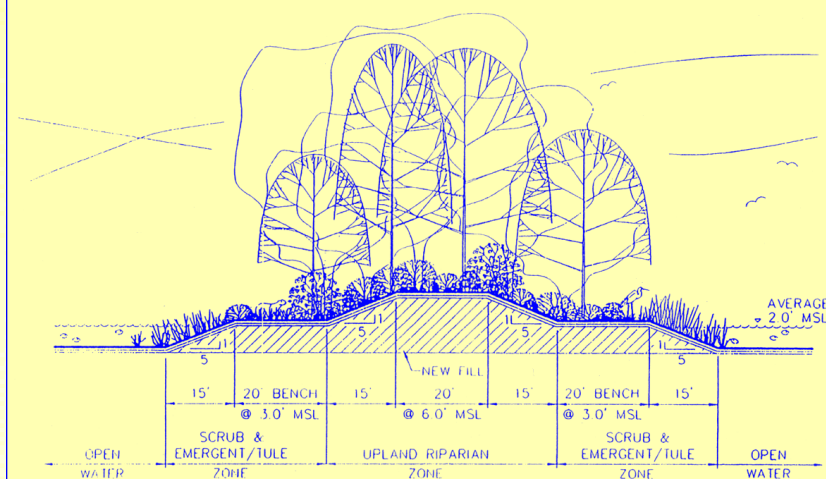 AVERAGE
2.0' MSL
1
5
1
5
1
5
1
5
NEW FILL
15'
20' BENCH
@ 3.0' MSL
15'
20'
@ 6.0' MSL
15'
20' BENCH
@ 3.0' MSL
15'
OPEN
WATER
SCRUB &
EMERGENT/TULE
ZONE
UPLAND RIPARIAN
ZONE
SCRUB &
EMERGENT/TULE
ZONE
OPEN
WATER